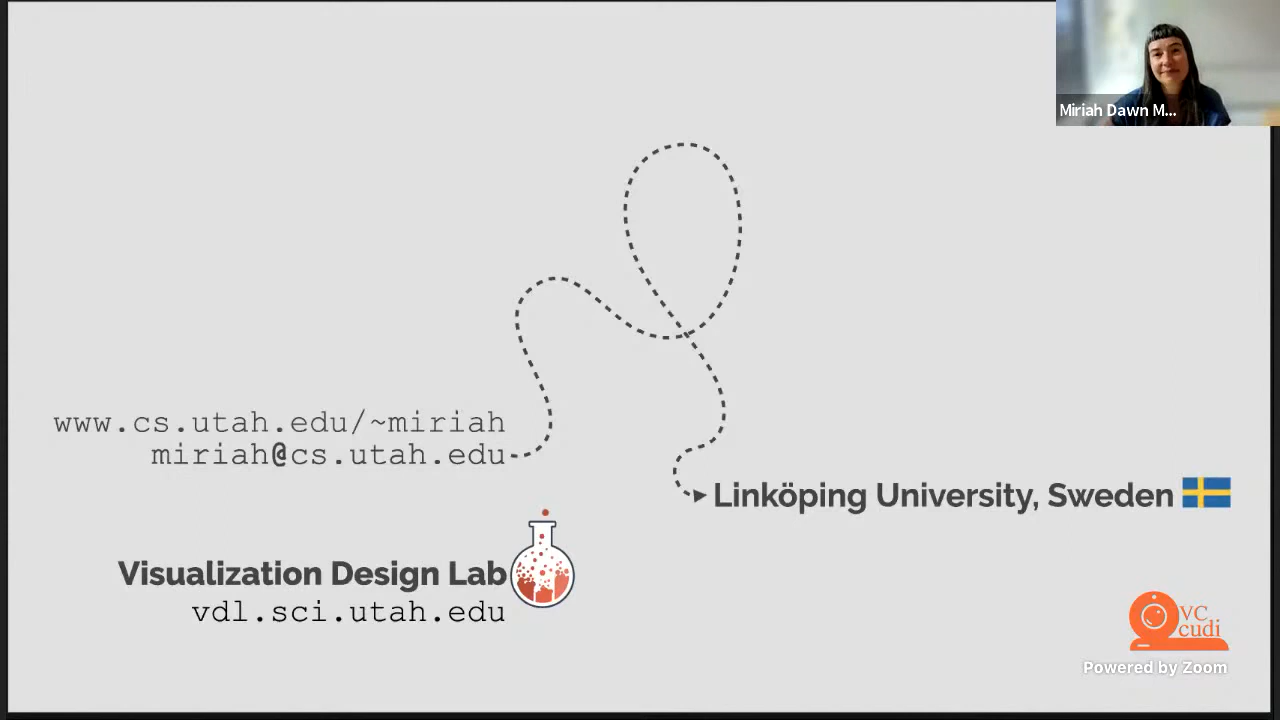 Miriah Dawn M...
www.cs.utah.edu/~miriah
miriah@cs.utah.edu
Linköping University, Sweden
Visualization Design Lab
vdl.sci.utah.edu
VC
cudi
Powered by Zoom